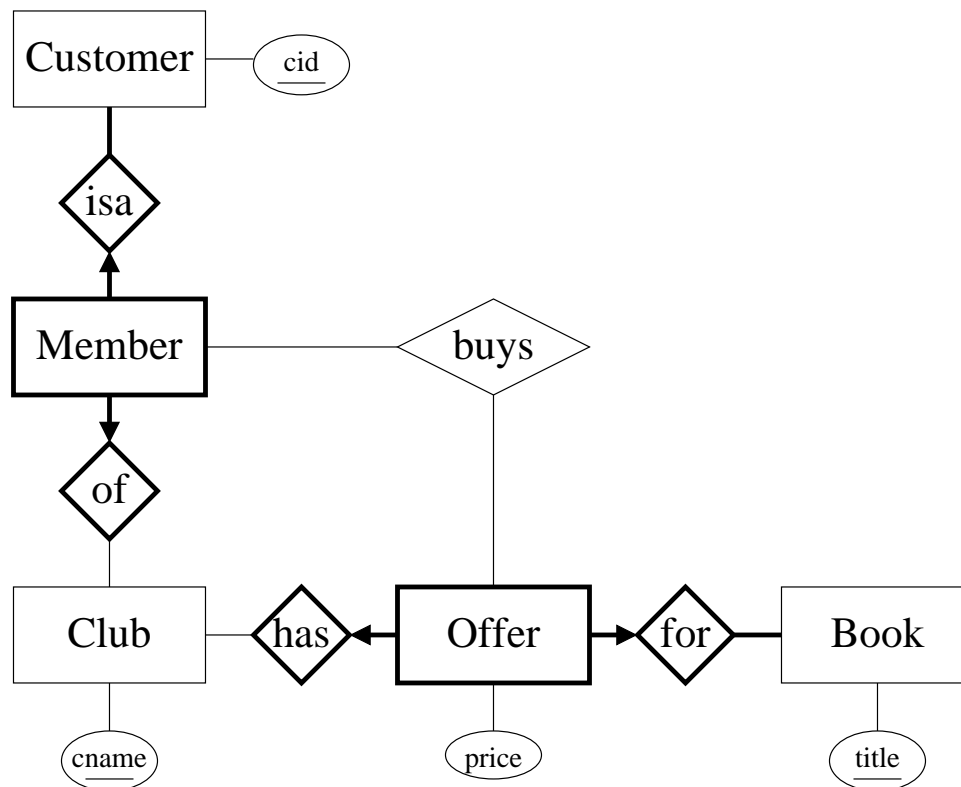 Customer
cid
isa
Member
buys
of
Club
has
Offer
for
Book
cname
price
title